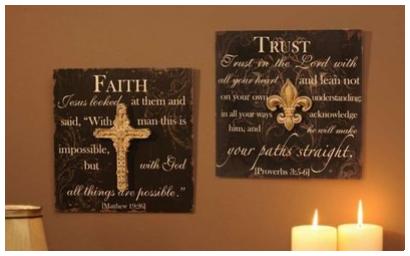 FAITH
Jesus looked at them and
said, "With man this is
impossible,
but with God
all things are possible."
[Matthew 19:26]
TRUST
Trust in the Lord with
all your heart and lean not
on your own understanding;
in all your ways acknowledge
him, and he will make
your paths straight.
[Proverbs 3:5-6]